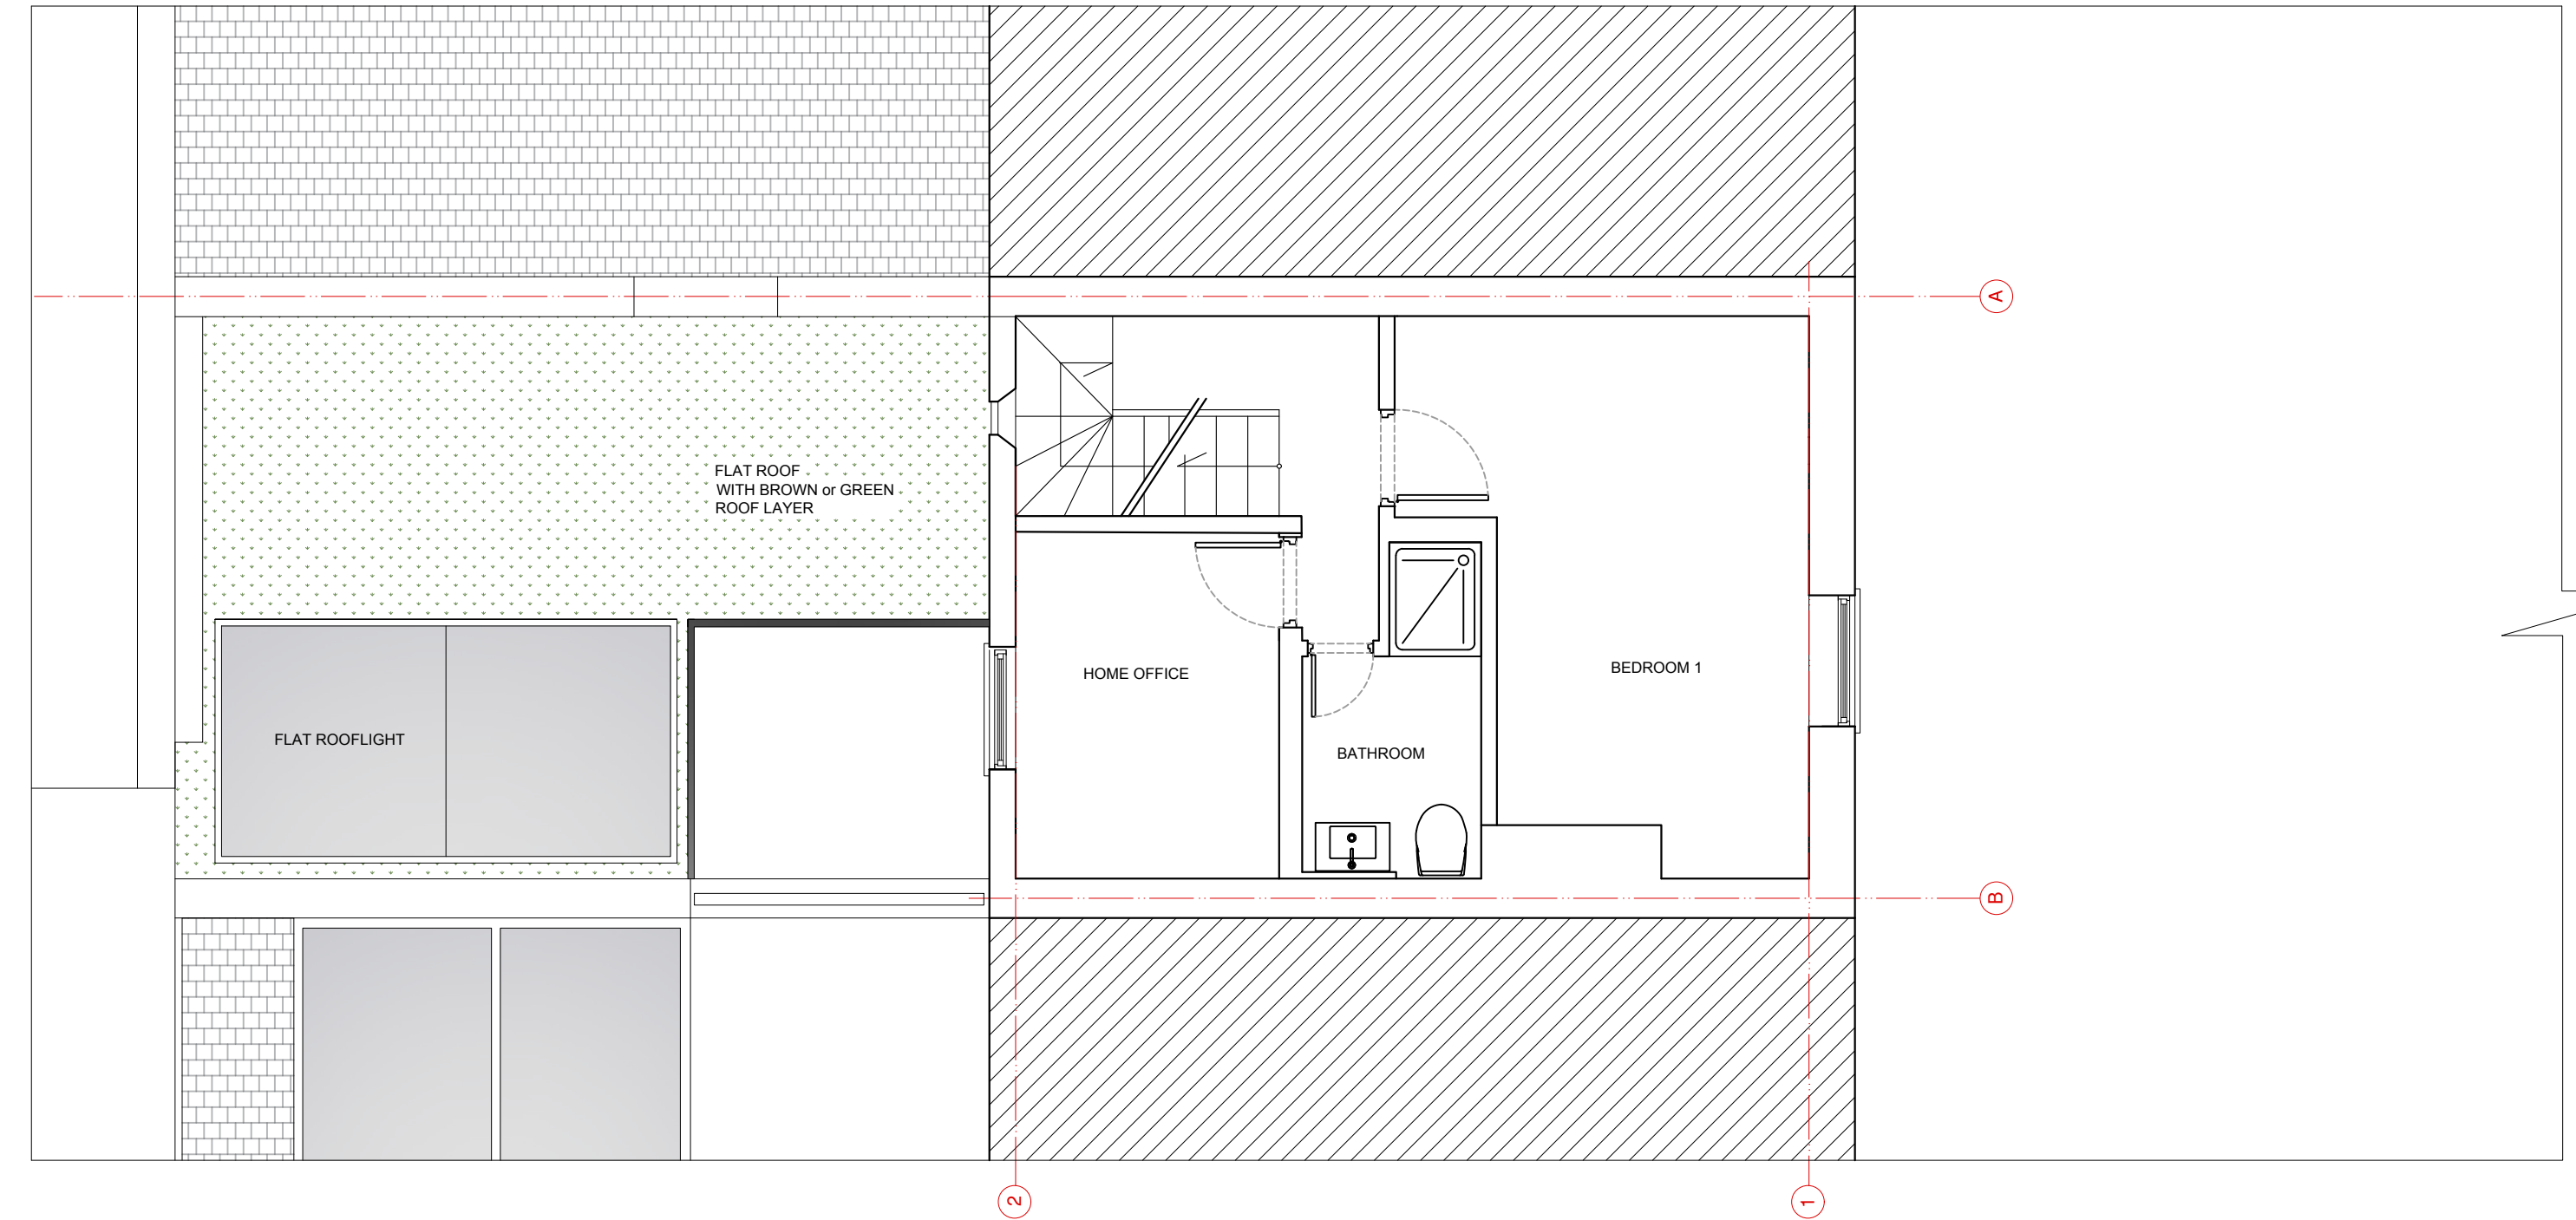 A
FLAT ROOF
WITH BROWN or GREEN
ROOF LAYER
HOME OFFICE
BEDROOM 1
FLAT ROOFLIGHT
BATHROOM
B
2
1